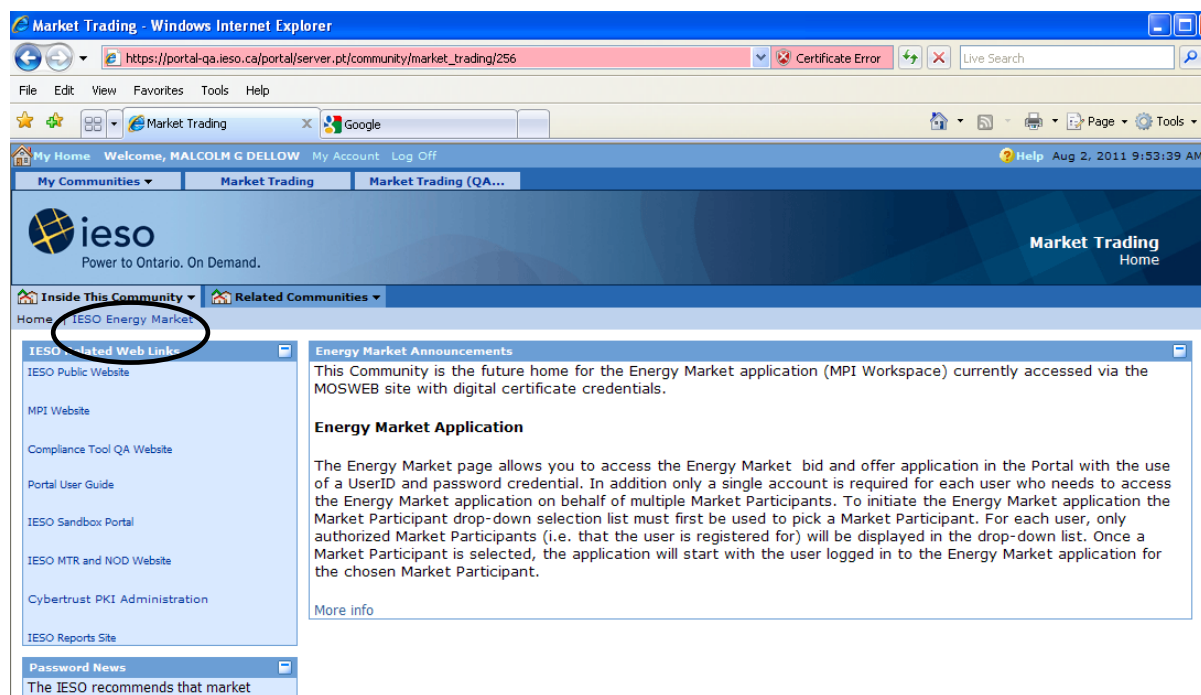 Market Trading - Windows Internet Explorer
https://portal-qa.ieso.ca/portal/server.pt/community/market_trading/256
Certificate Error
Live Search
File Edit View Favorites Tools Help
Market Trading
Google
Page
Tools
My Home Welcome, MALCOLM G DELLOW My Account Log Off
Help Aug 2, 2011 9:53:39 AM
My Communities
Market Trading
Market Trading (QA...
ieso
Power to Ontario. On Demand.
Market Trading
Home
Inside This Community
Related Communities
Home | IESO Energy Market
IESO Related Web Links
IESO Public Website
MPI Website
Compliance Tool QA Website
Portal User Guide
IESO Sandbox Portal
IESO MTR and NOD Website
Cybertrust PKI Administration
IESO Reports Site
Password News
The IESO recommends that market
Energy Market Announcements
This Community is the future home for the Energy Market application (MPI Workspace) currently accessed via the
MOSWEB site with digital certificate credentials.
Energy Market Application
The Energy Market page allows you to access the Energy Market bid and offer application in the Portal with the use
of a UserID and password credential. In addition only a single account is required for each user who needs to access
the Energy Market application on behalf of multiple Market Participants. To initiate the Energy Market application the
Market Participant drop-down selection list must first be used to pick a Market Participant. For each user, only
authorized Market Participants (i.e. that the user is registered for) will be displayed in the drop-down list. Once a
Market Participant is selected, the application will start with the user logged in to the Energy Market application for
the chosen Market Participant.
More info